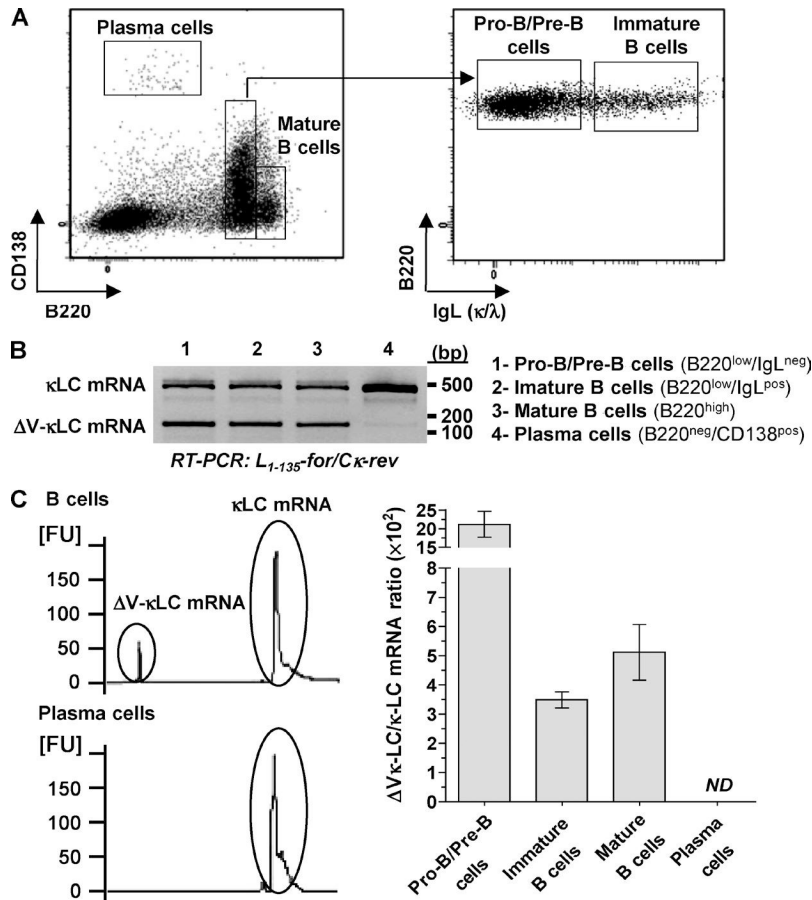 A
Plasma cells
Mature
B cells
0
0
CD138
B220
Pro-B/Pre-B
cells
Immature
B cells
0
0
B220
IgL (κ/λ)
B
1 2 3 4 (bp)
κLC mRNA
ΔV-κLC mRNA
500
200
100
RT-PCR: L1-135-for/Cκ-rev
1- Pro-B/Pre-B cells (B220low/IgLneg)
2- Imature B cells (B220low/IgLpos)
3- Mature B cells (B220high)
4- Plasma cells (B220neg/CD138pos)
C
B cells
[FU]
κLC mRNA
ΔV-κLC mRNA
150
100
50
0
Plasma cells
[FU]
150
100
50
0
ΔVκ-LC/κ-LC mRNA ratio (×10²)
25
20
15
8
7
6
5
4
3
2
1
0
ND
Pro-B/Pre-B
cells
Immature
B cells
Mature
B cells
Plasma
cells